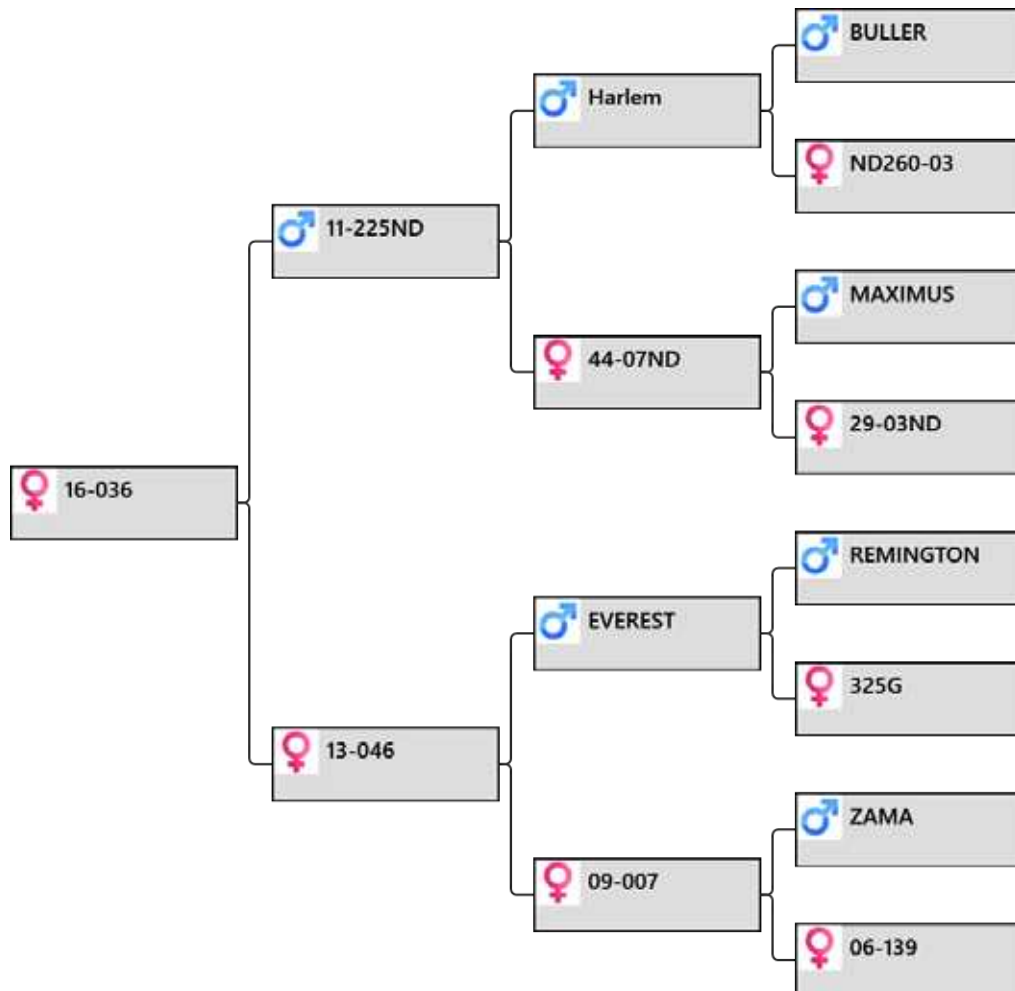 BULLER
Harlem
ND260-03
11-225ND
MAXIMUS
44-07ND
29-03ND
16-036
REMINGTON
EVEREST
325G
13-046
ZAMA
09-007
06-139